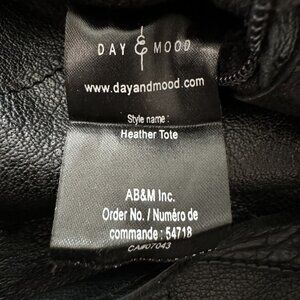 DAY & MOOD
www.dayandmood.com
Style name :
Heather Tote
AB&M Inc.
Order No. / Numéro de
commande : 54718
CA#07043